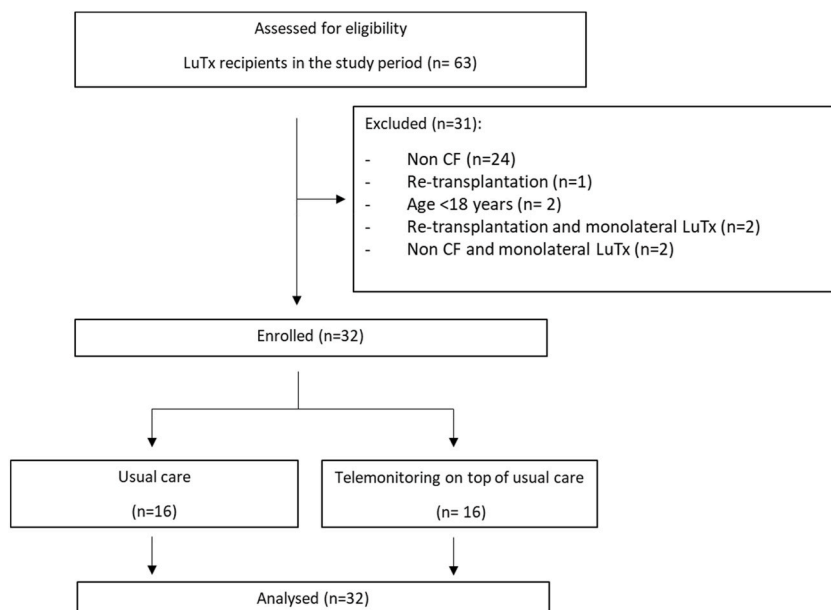 Assessed for eligibility
LuTx recipients in the study period (n= 63)
Excluded (n=31):
- Non CF (n=24)
- Re-transplantation (n=1)
- Age <18 years (n= 2)
- Re-transplantation and monolateral LuTx (n=2)
- Non CF and monolateral LuTx (n=2)
Enrolled (n=32)
Usual care
(n=16)
Telemonitoring on top of usual care
(n= 16)
Analysed (n=32)